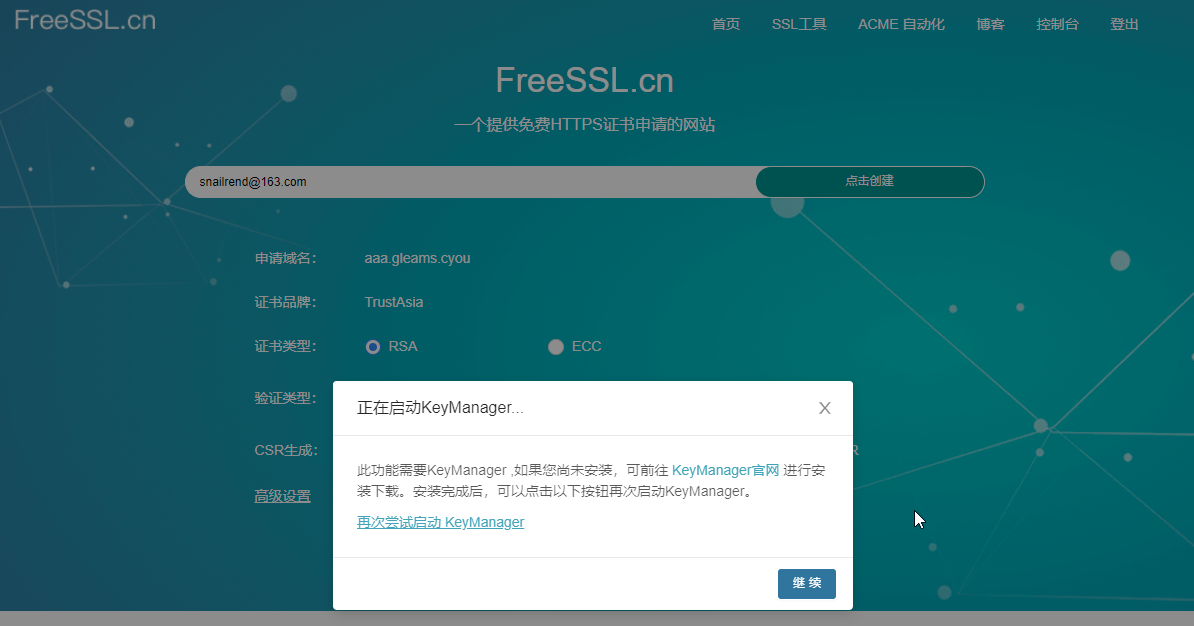 FreeSSL.cn
首页 SSL工具 ACME 自动化 博客 控制台 登出
FreeSSL.cn
一个提供免费HTTPS证书申请的网站
snailrend@163.com 点击创建
申请域名： aaa.gleams.cyou
证书品牌： TrustAsia
证书类型： RSA ECC
验证类型：
CSR生成： R
高级设置
正在启动KeyManager... X
此功能需要KeyManager ,如果您尚未安装，可前往 KeyManager官网 进行安
装下载。安装完成后，可以点击以下按钮再次启动KeyManager。
再次尝试启动 KeyManager
继 续